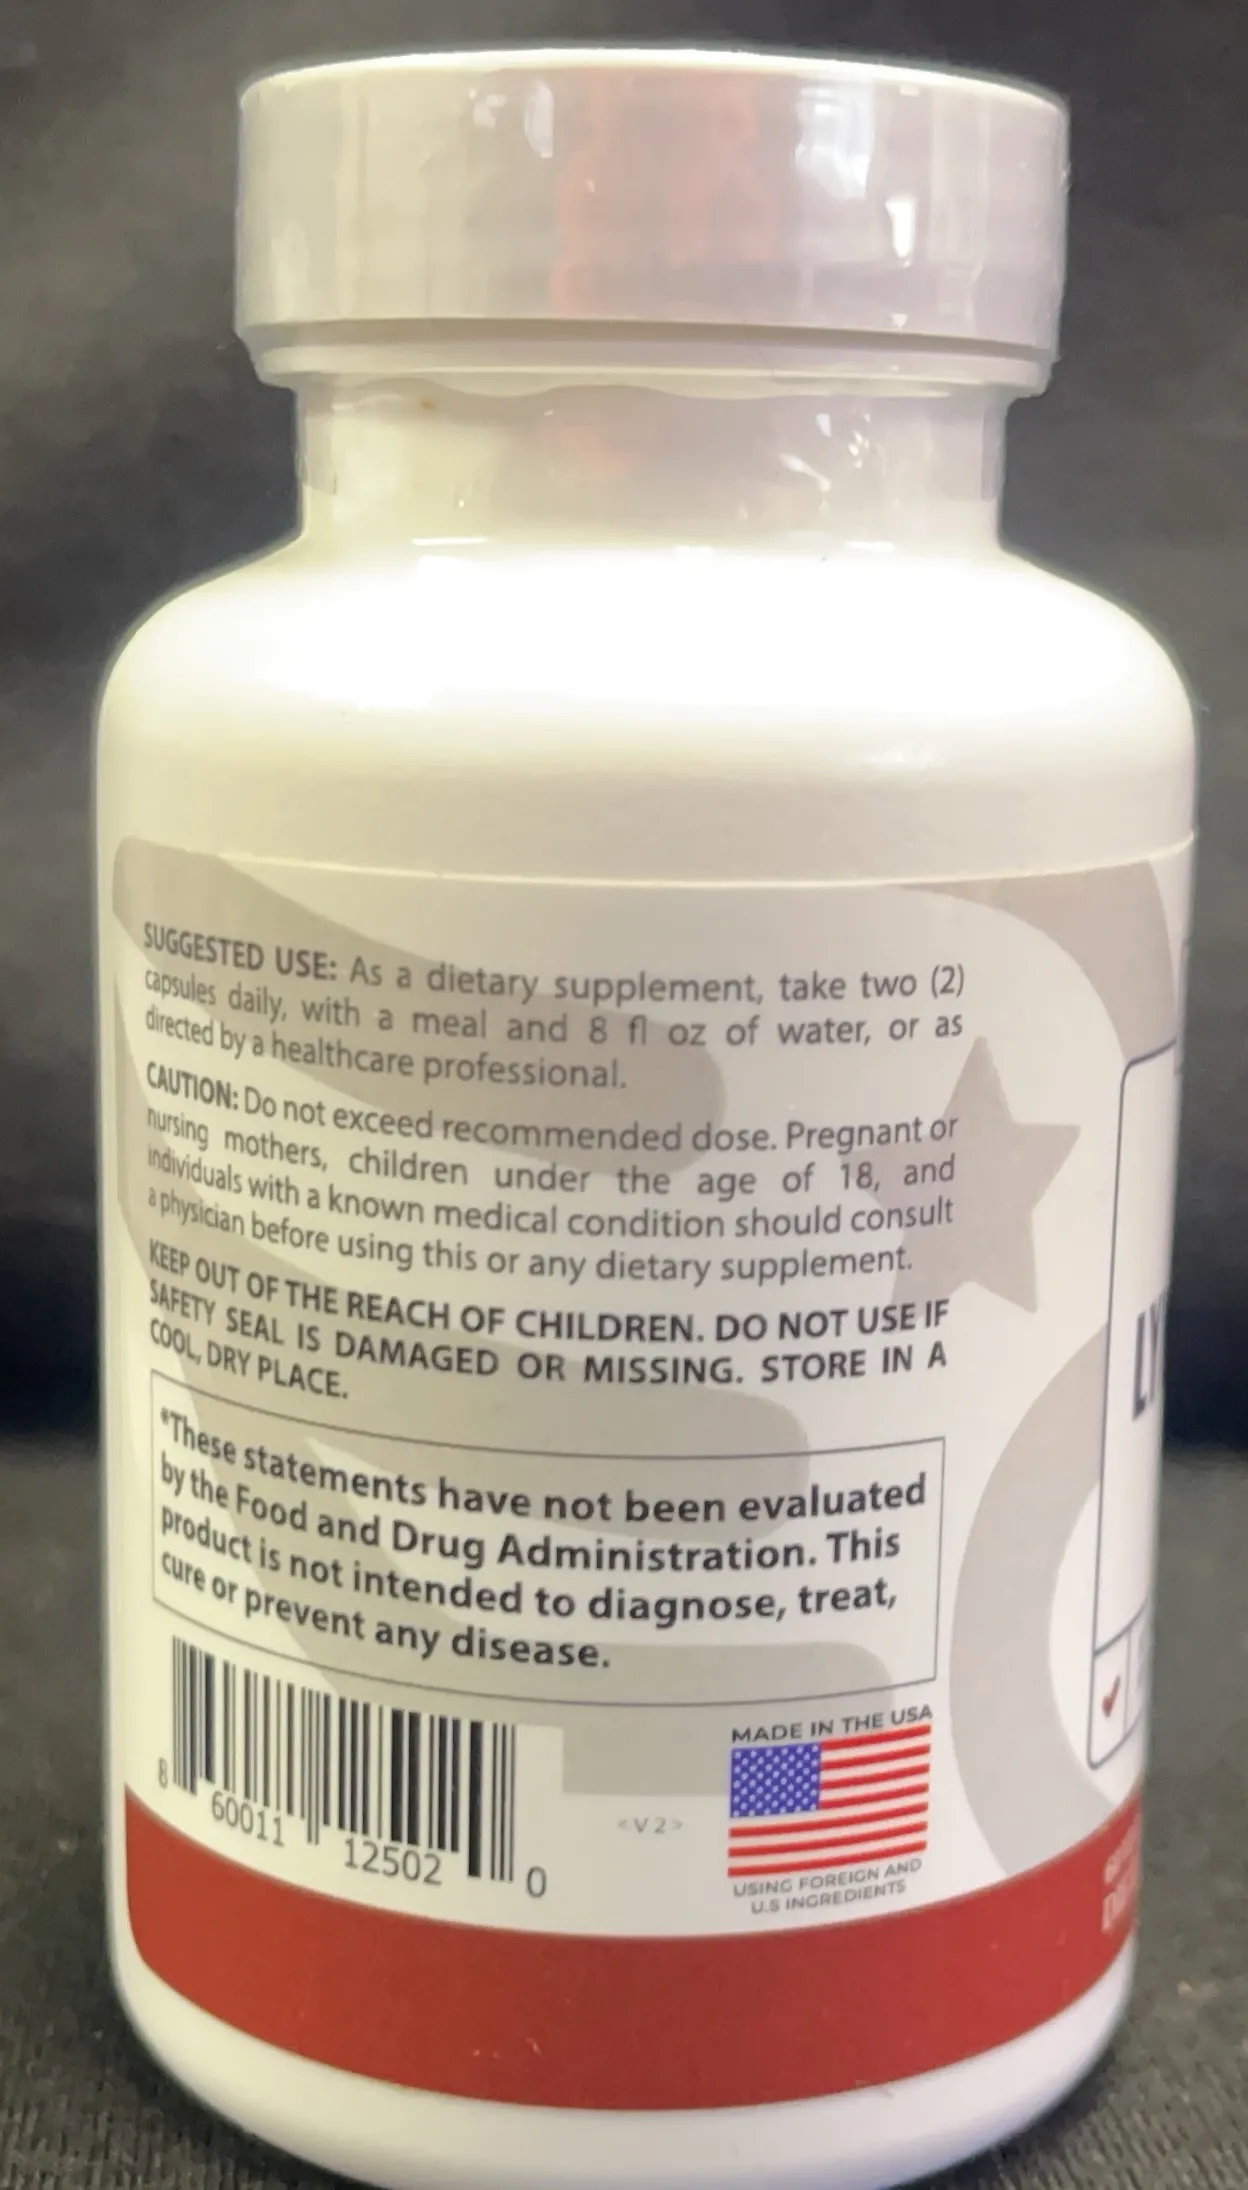 SUGGESTED USE: As a dietary supplement, take two (2)
capsules daily, with a meal and 8 fl oz of water, or as
directed by a healthcare professional.
CAUTION: Do not exceed recommended dose. Pregnant or
nursing mothers, children under the age of 18, and
individuals with a known medical condition should consult
a physician before using this or any dietary supplement.
KEEP OUT OF THE REACH OF CHILDREN. DO NOT USE IF
SAFETY SEAL IS DAMAGED OR MISSING. STORE IN A
COOL, DRY PLACE.
*These statements have not been evaluated
by the Food and Drug Administration. This
product is not intended to diagnose, treat,
cure or prevent any disease.
8 60011 12502 0
<V2>
MADE IN THE USA
USING FOREIGN AND
U.S INGREDIENTS
LY